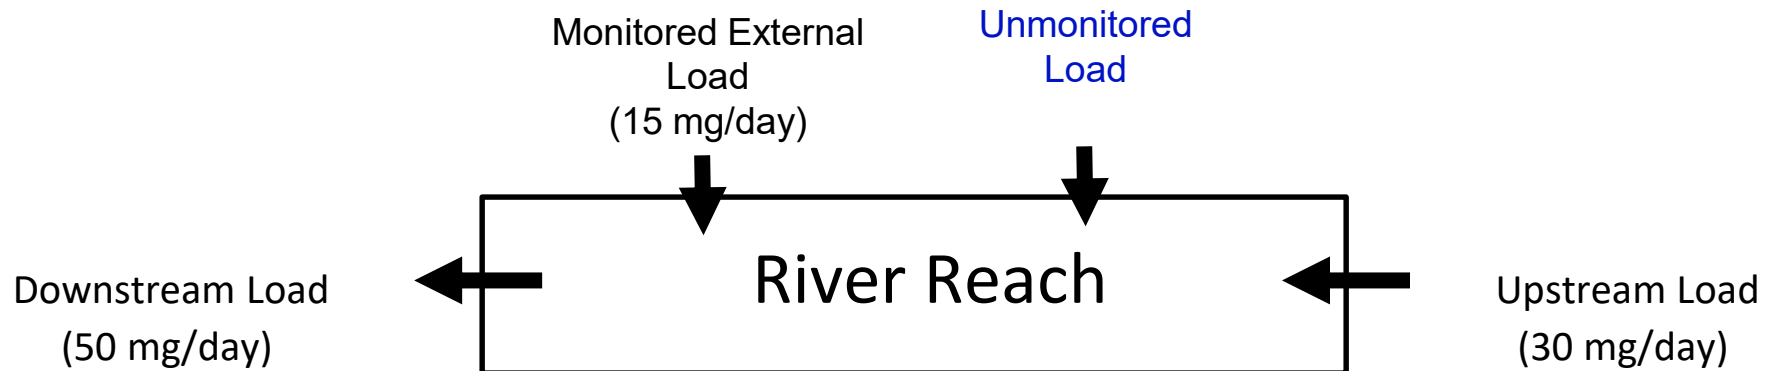 Monitored External
Load
(15 mg/day)
Unmonitored
Load
River Reach
Downstream Load
(50 mg/day)
Upstream Load
(30 mg/day)